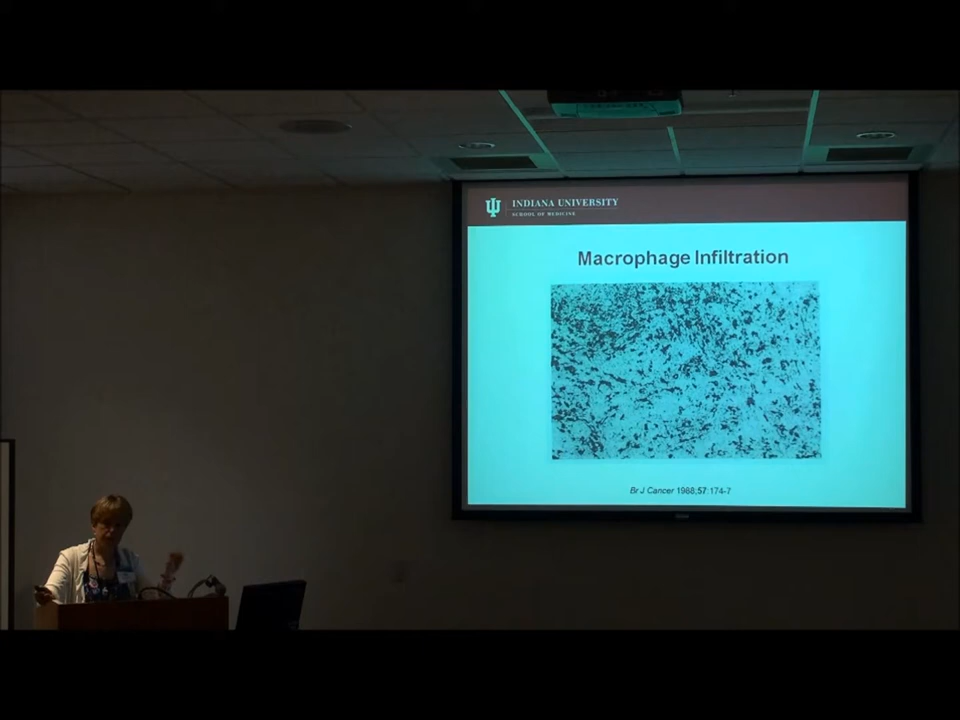 INDIANA UNIVERSITY
SCHOOL OF MEDICINE
Macrophage Infiltration
Br J Cancer 1988;57:174-7